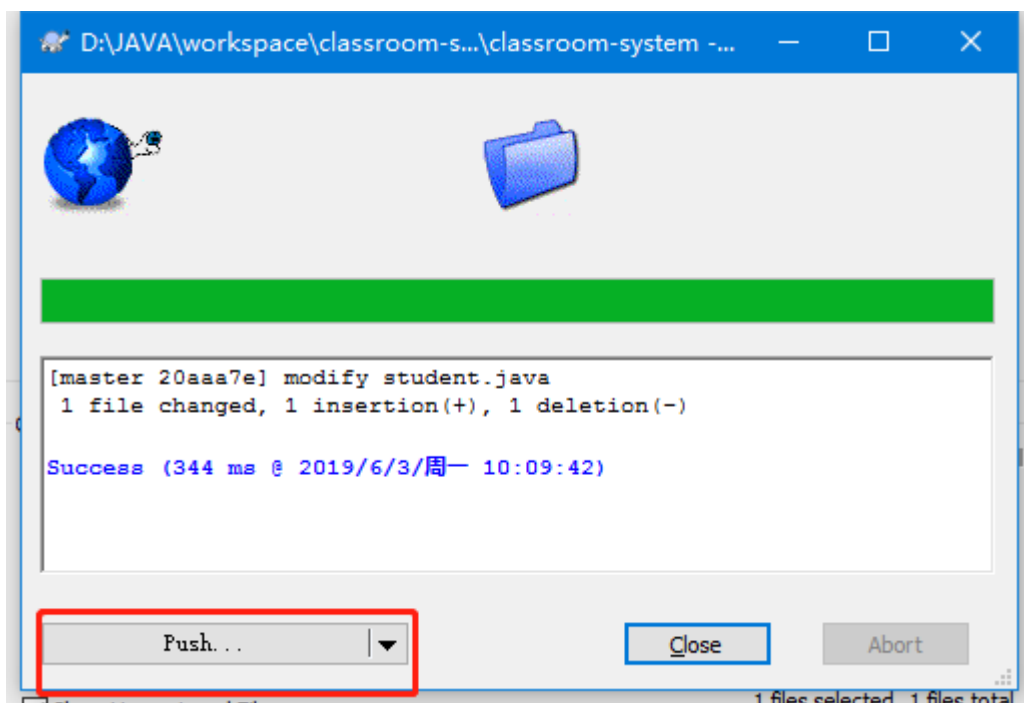 D:\JAVA\workspace\classroom-s...\classroom-system -...
[master 20aaa7e] modify student.java
1 file changed, 1 insertion(+), 1 deletion(-)
Success (344 ms @ 2019/6/3/周一 10:09:42)
Push...
Close
Abort
1 files selected, 1 files total